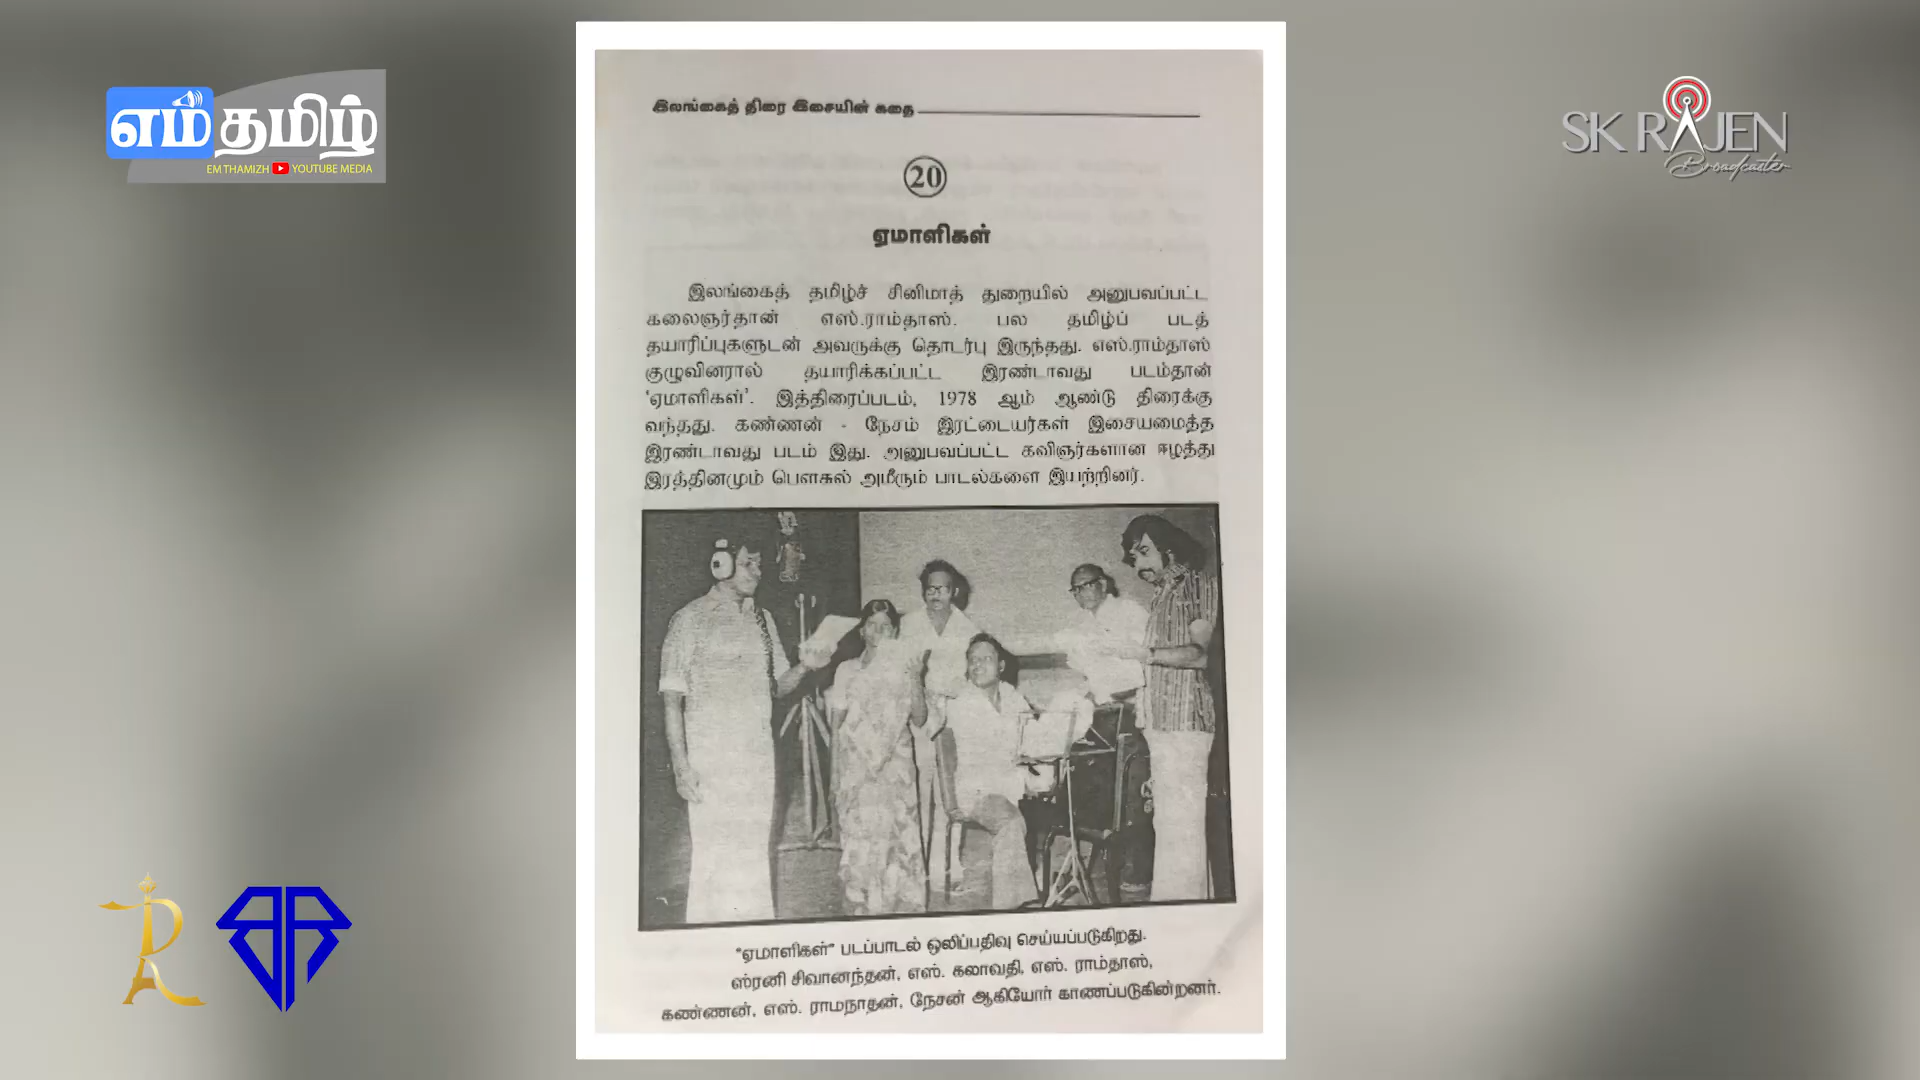 எம்தமிழ்
EM THAMIZH YOUTUBE MEDIA
SK RAJEN
Broadcaster
இலங்கைத் திரை இசையின் கதை
20
ஏமாளிகள்
இலங்கைத் தமிழ்ச் சினிமாத் துறையில் அனுபவப்பட்ட
கலைஞர்தான் எஸ்.ராம்தாஸ். பல தமிழ்ப் படத்
தயாரிப்புகளுடன் அவருக்கு தொடர்பு இருந்தது. எஸ்.ராம்தாஸ்
குழுவினரால் தயாரிக்கப்பட்ட இரண்டாவது படம்தான்
‘ஏமாளிகள்’. இத்திரைப்படம், 1978 ஆம் ஆண்டு திரைக்கு
வந்தது. கண்ணன் - நேசம் இரட்டையர்கள் இசையமைத்த
இரண்டாவது படம் இது. அனுபவப்பட்ட கவிஞர்களான ஈழத்து
இரத்தினமும் பௌசுல் அமீரும் பாடல்களை இயற்றினர்.
“ஏமாளிகள்” படப்பாடல் ஒலிப்பதிவு செய்யப்படுகிறது.
ஸ்ரனி சிவானந்தன், எஸ். கலாவதி, எஸ். ராம்தாஸ்,
கண்ணன், எஸ். ராமநாதன், நேசன் ஆகியோர் காணப்படுகின்றனர்.